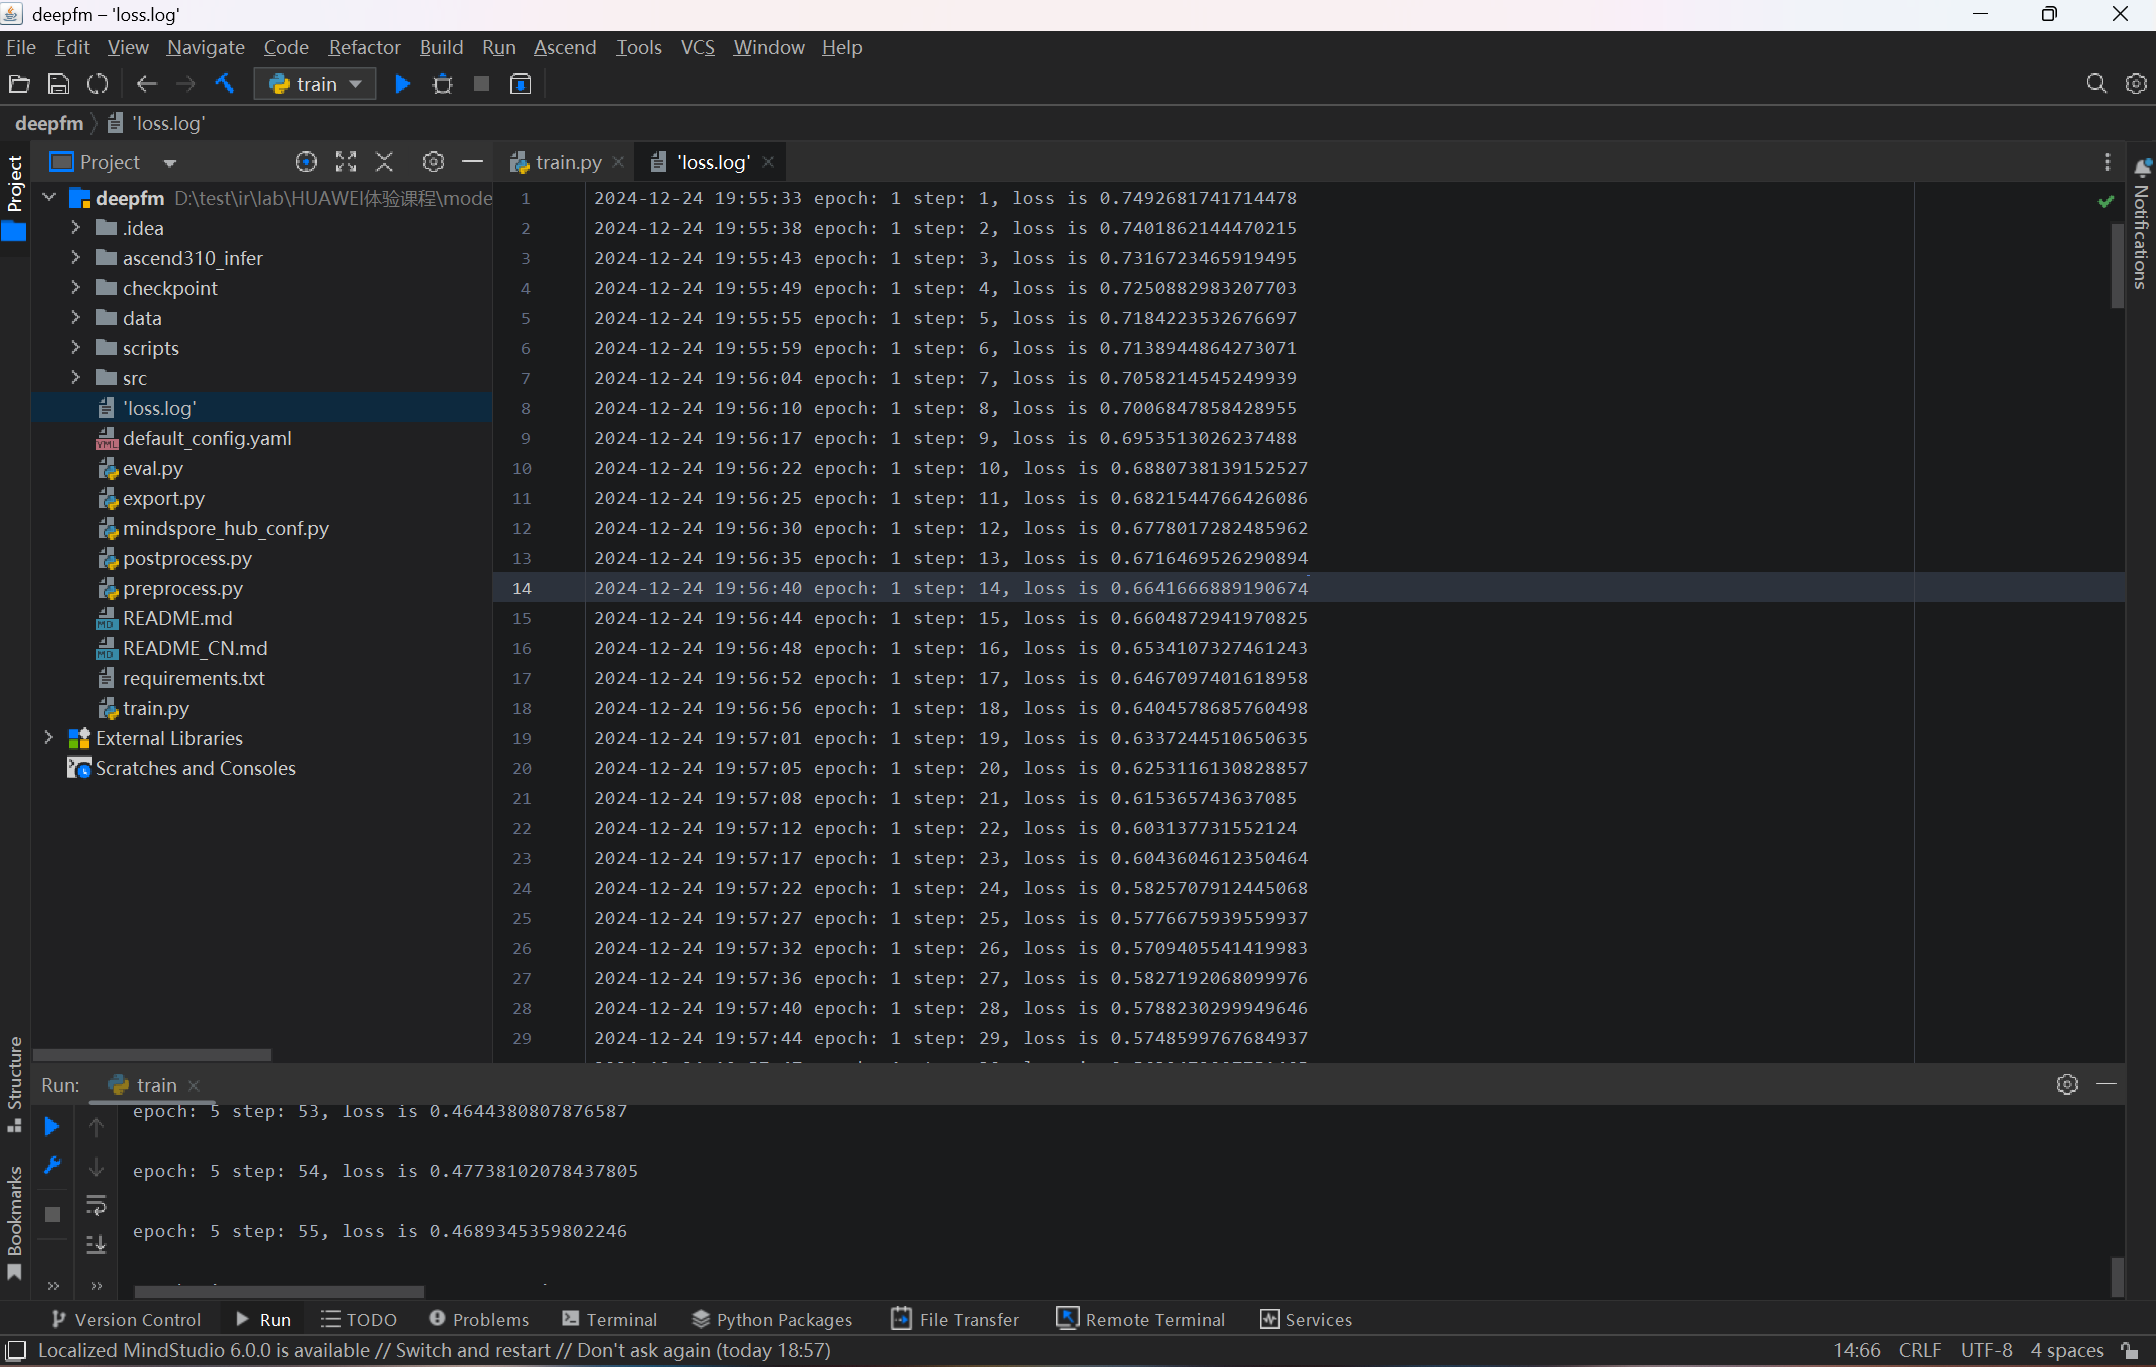 deepfm – 'loss.log'
File Edit View Navigate Code Refactor Build Run Ascend Tools VCS Window Help
train
deepfm 'loss.log'
Project
train.py
'loss.log'
Project
deepfm D:\test\ir\lab\HUAWEI体验课程\mode
.idea
ascend310_infer
checkpoint
data
scripts
src
'loss.log'
default_config.yaml
eval.py
export.py
mindspore_hub_conf.py
postprocess.py
preprocess.py
README.md
README_CN.md
requirements.txt
train.py
External Libraries
Scratches and Consoles
1 2024-12-24 19:55:33 epoch: 1 step: 1, loss is 0.7492681741714478
2 2024-12-24 19:55:38 epoch: 1 step: 2, loss is 0.7401862144470215
3 2024-12-24 19:55:43 epoch: 1 step: 3, loss is 0.7316723465919495
4 2024-12-24 19:55:49 epoch: 1 step: 4, loss is 0.7250882983207703
5 2024-12-24 19:55:55 epoch: 1 step: 5, loss is 0.7184223532676697
6 2024-12-24 19:55:59 epoch: 1 step: 6, loss is 0.7138944864273071
7 2024-12-24 19:56:04 epoch: 1 step: 7, loss is 0.7058214545249939
8 2024-12-24 19:56:10 epoch: 1 step: 8, loss is 0.7006847858428955
9 2024-12-24 19:56:17 epoch: 1 step: 9, loss is 0.6953513026237488
10 2024-12-24 19:56:22 epoch: 1 step: 10, loss is 0.6880738139152527
11 2024-12-24 19:56:25 epoch: 1 step: 11, loss is 0.6821544766426086
12 2024-12-24 19:56:30 epoch: 1 step: 12, loss is 0.6778017282485962
13 2024-12-24 19:56:35 epoch: 1 step: 13, loss is 0.6716469526290894
14 2024-12-24 19:56:40 epoch: 1 step: 14, loss is 0.6641666889190674
15 2024-12-24 19:56:44 epoch: 1 step: 15, loss is 0.6604872941970825
16 2024-12-24 19:56:48 epoch: 1 step: 16, loss is 0.6534107327461243
17 2024-12-24 19:56:52 epoch: 1 step: 17, loss is 0.6467097401618958
18 2024-12-24 19:56:56 epoch: 1 step: 18, loss is 0.6404578685760498
19 2024-12-24 19:57:01 epoch: 1 step: 19, loss is 0.6337244510650635
20 2024-12-24 19:57:05 epoch: 1 step: 20, loss is 0.6253116130828857
21 2024-12-24 19:57:08 epoch: 1 step: 21, loss is 0.615365743637085
22 2024-12-24 19:57:12 epoch: 1 step: 22, loss is 0.603137731552124
23 2024-12-24 19:57:17 epoch: 1 step: 23, loss is 0.6043604612350464
24 2024-12-24 19:57:22 epoch: 1 step: 24, loss is 0.5825707912445068
25 2024-12-24 19:57:27 epoch: 1 step: 25, loss is 0.5776675939559937
26 2024-12-24 19:57:32 epoch: 1 step: 26, loss is 0.5709405541419983
27 2024-12-24 19:57:36 epoch: 1 step: 27, loss is 0.5827192068099976
28 2024-12-24 19:57:40 epoch: 1 step: 28, loss is 0.5788230299949646
29 2024-12-24 19:57:44 epoch: 1 step: 29, loss is 0.5748599767684937
Notifications
Structure
Bookmarks
Run: train
epoch: 5 step: 53, loss is 0.4644380807876587
epoch: 5 step: 54, loss is 0.47738102078437805
epoch: 5 step: 55, loss is 0.4689345359802246
Version Control Run TODO Problems Terminal Python Packages File Transfer Remote Terminal Services
Localized MindStudio 6.0.0 is available // Switch and restart // Don't ask again (today 18:57)
14:66 CRLF UTF-8 4 spaces